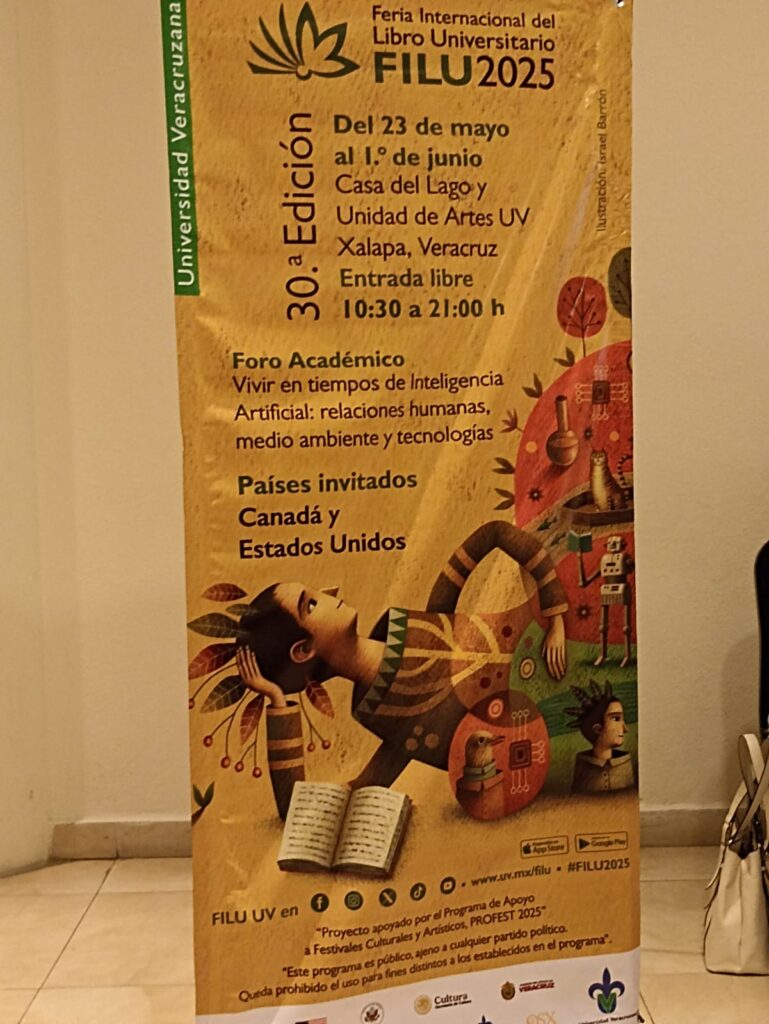 Universidad Veracruzana
Feria Internacional del
Libro Universitario
FILU2025
30.ª Edición
Del 23 de mayo
al 1.º de junio
Casa del Lago y
Unidad de Artes UV
Xalapa, Veracruz
Entrada libre
10:30 a 21:00 h
Ilustración: Israel Barrón
Foro Académico
Vivir en tiempos de Inteligencia
Artificial: relaciones humanas,
medio ambiente y tecnologías
Países invitados
Canadá y
Estados Unidos
App Store
Google Play
FILU UV en
• www.uv.mx/filu • #FILU2025
"Proyecto apoyado por el Programa de Apoyo
a Festivales Culturales y Artísticos, PROFEST 2025"
"Este programa es público, ajeno a cualquier partido político.
Queda prohibido el uso para fines distintos a los establecidos en el programa".
Cultura
VERACRUZ
Universidad Veracruzana